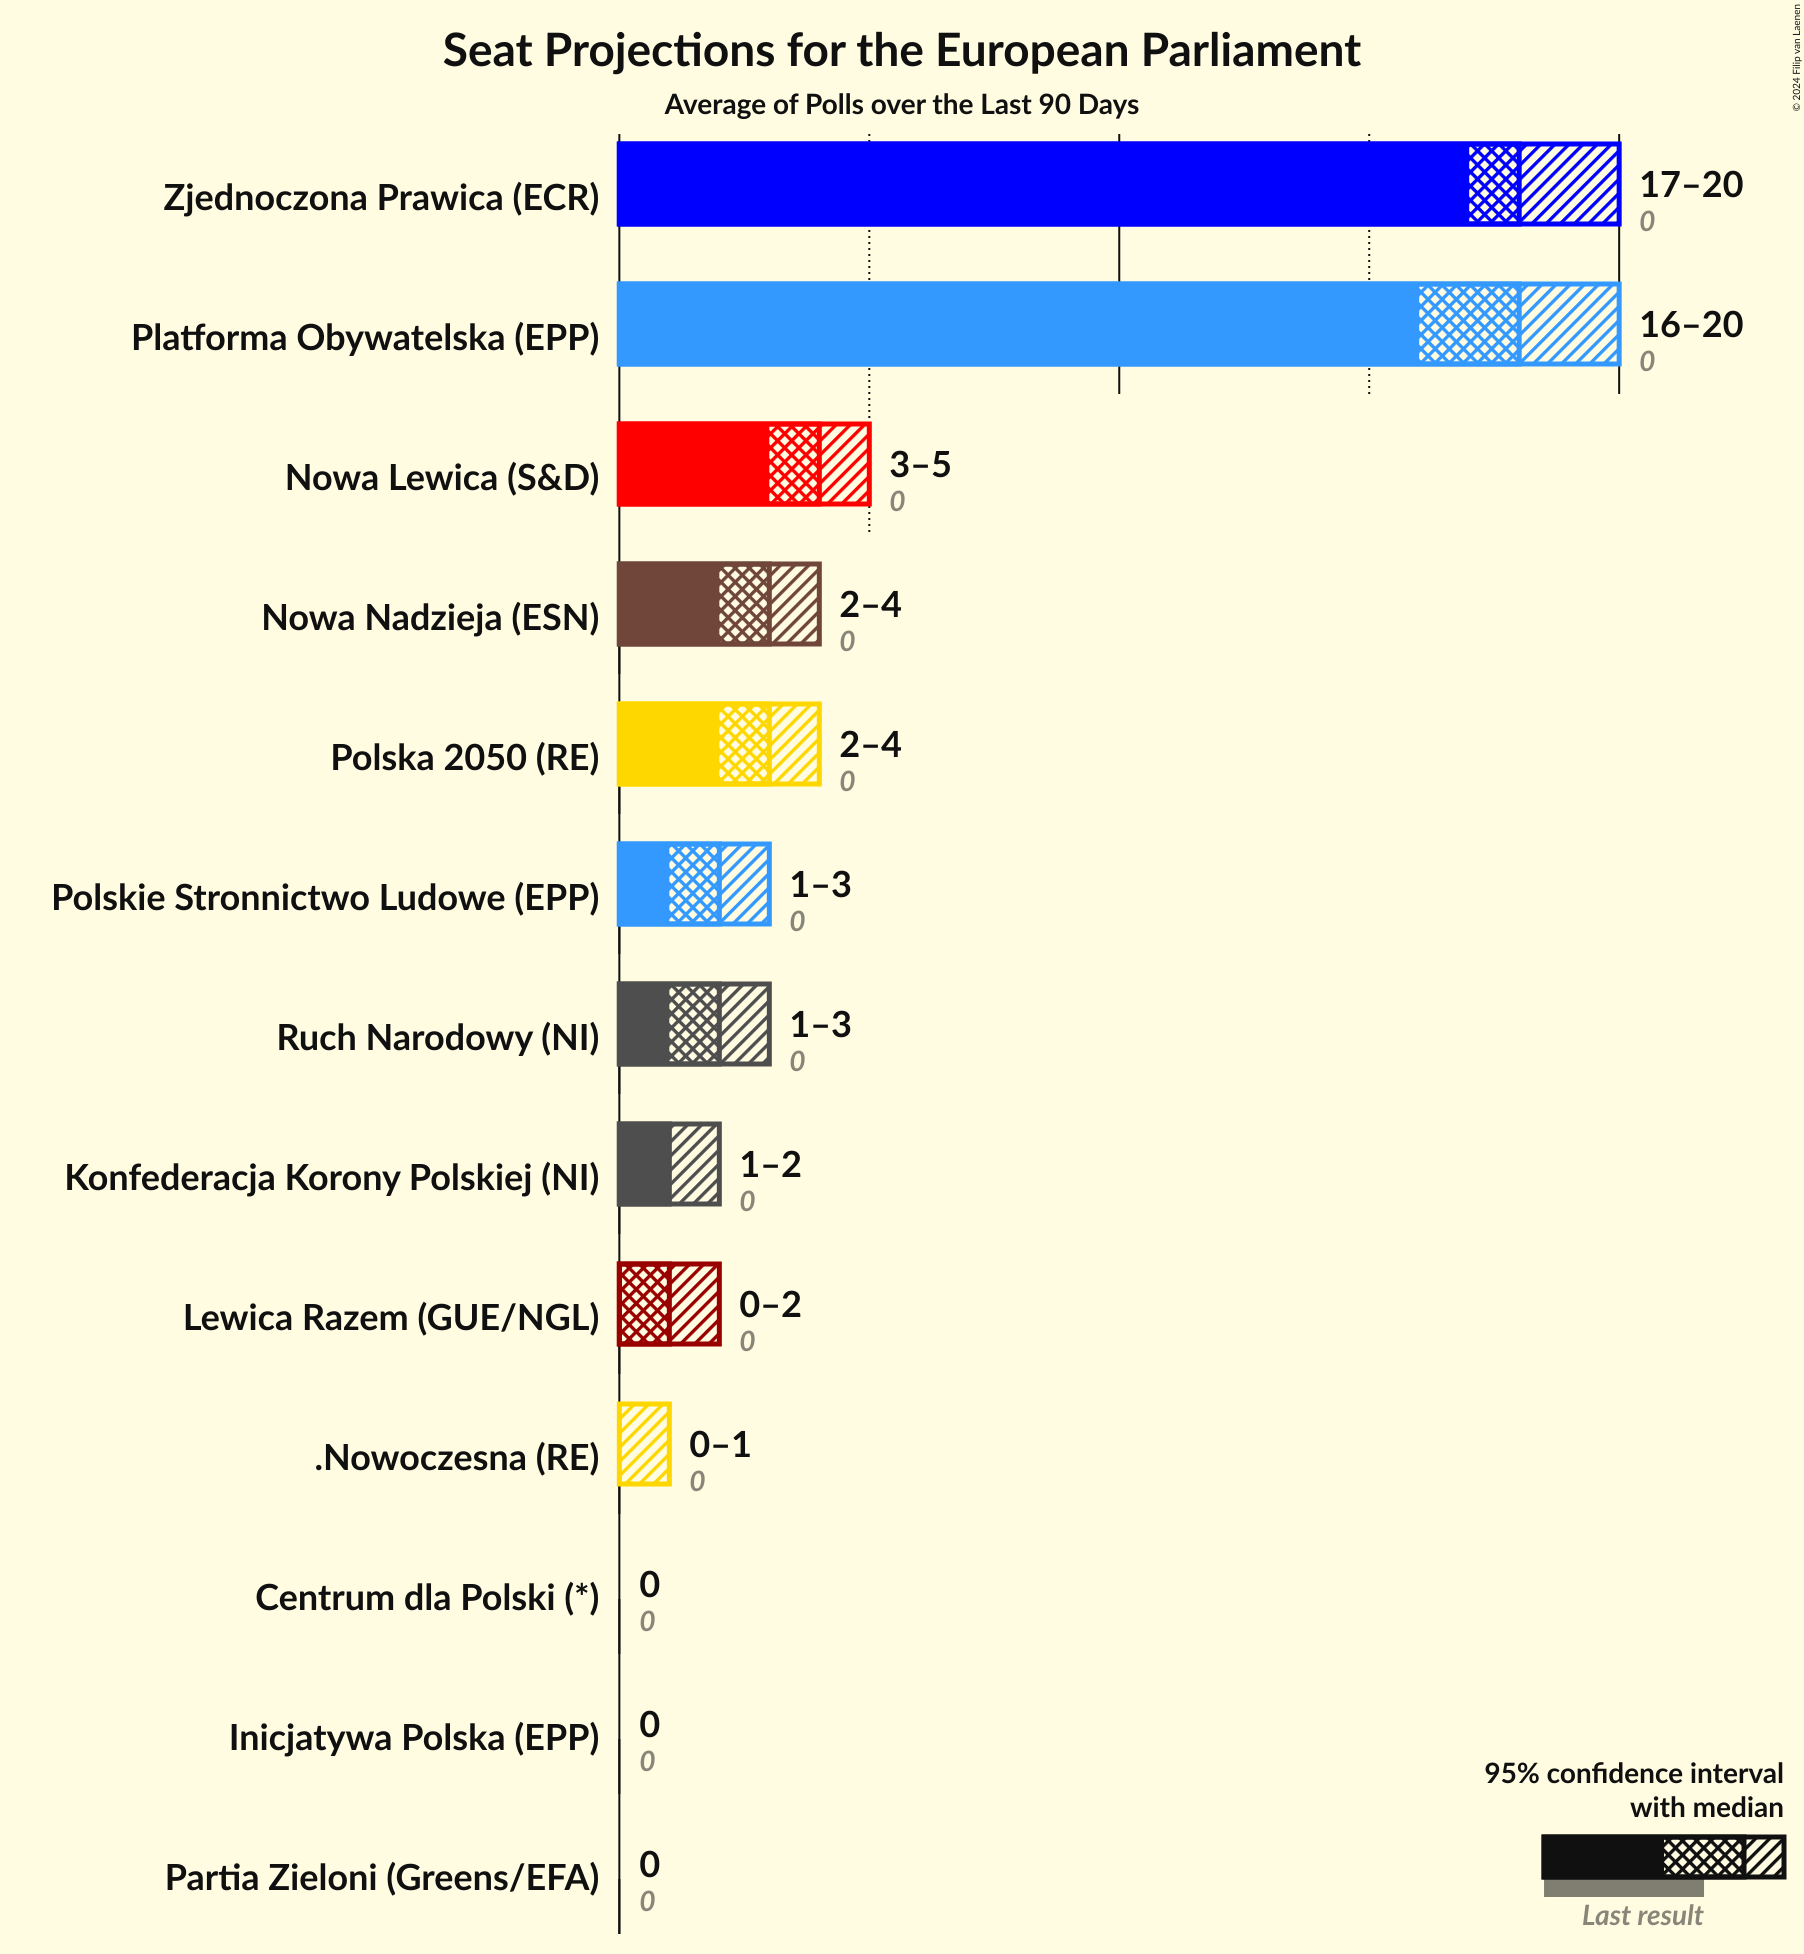 Seat Projections for the European Parliament
Average of Polls over the Last 90 Days
© 2024 Filip van Laenen
Zjednoczona Prawica (ECR)
17–20
0
Platforma Obywatelska (EPP)
16–20
0
Nowa Lewica (S&D)
3–5
0
Nowa Nadzieja (ESN)
2–4
0
Polska 2050 (RE)
2–4
0
Polskie Stronnictwo Ludowe (EPP)
1–3
0
Ruch Narodowy (NI)
1–3
0
Konfederacja Korony Polskiej (NI)
1–2
0
Lewica Razem (GUE/NGL)
0–2
0
.Nowoczesna (RE)
0–1
0
Centrum dla Polski (*)
0
0
Inicjatywa Polska (EPP)
0
0
Partia Zieloni (Greens/EFA)
0
0
95% confidence interval
with median
Last result